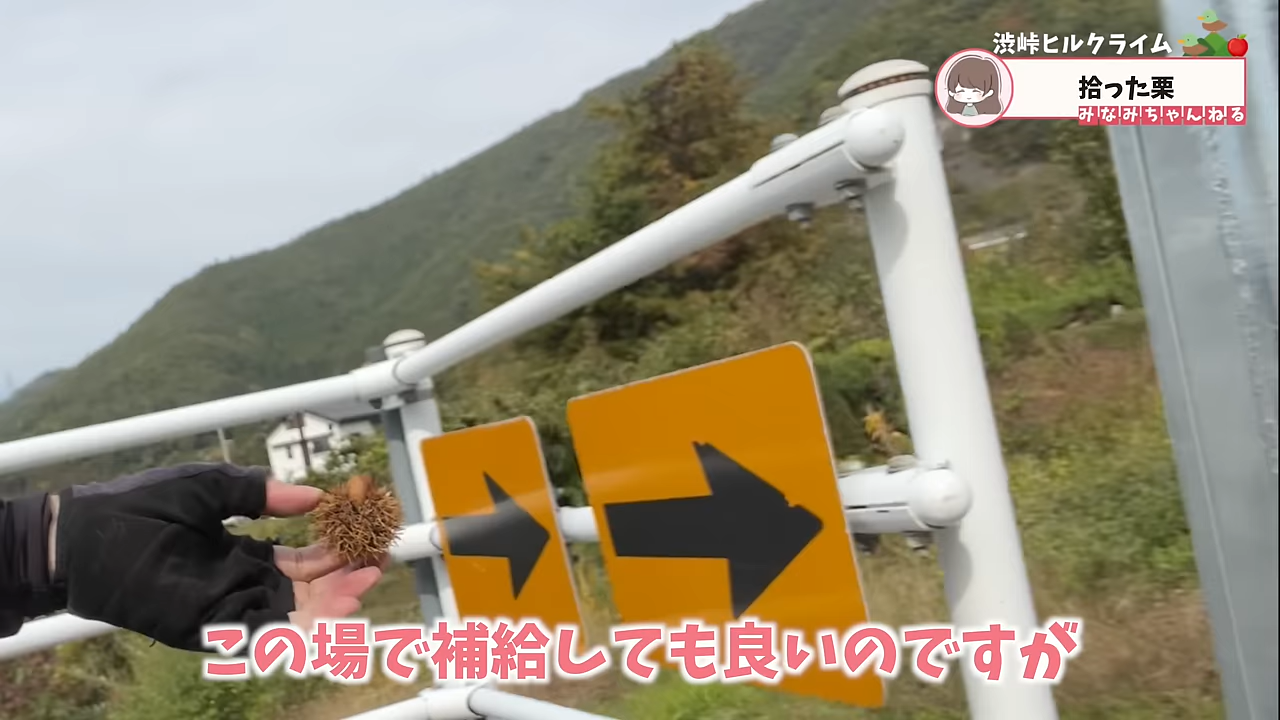 渋峠ヒルクライム
拾った栗
みなみちゃんねる
この場で補給しても良いのですが